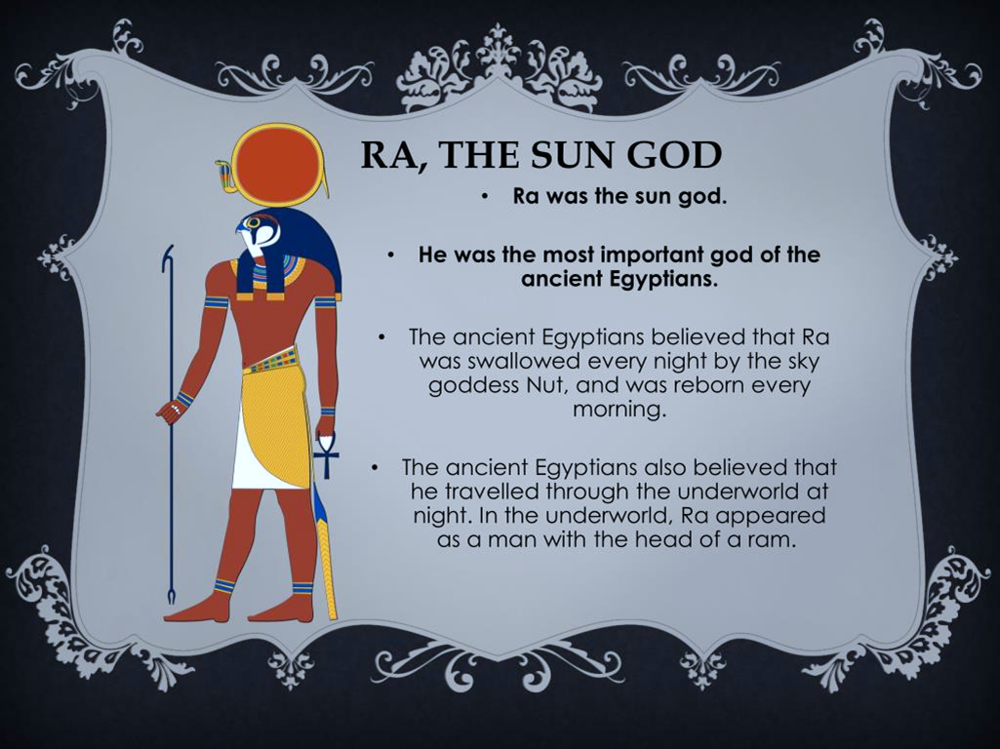 RA, THE SUN GOD
• Ra was the sun god.
• He was the most important god of the
ancient Egyptians.
• The ancient Egyptians believed that Ra
was swallowed every night by the sky
goddess Nut, and was reborn every
morning.
• The ancient Egyptians also believed that
he travelled through the underworld at
night. In the underworld, Ra appeared
as a man with the head of a ram.